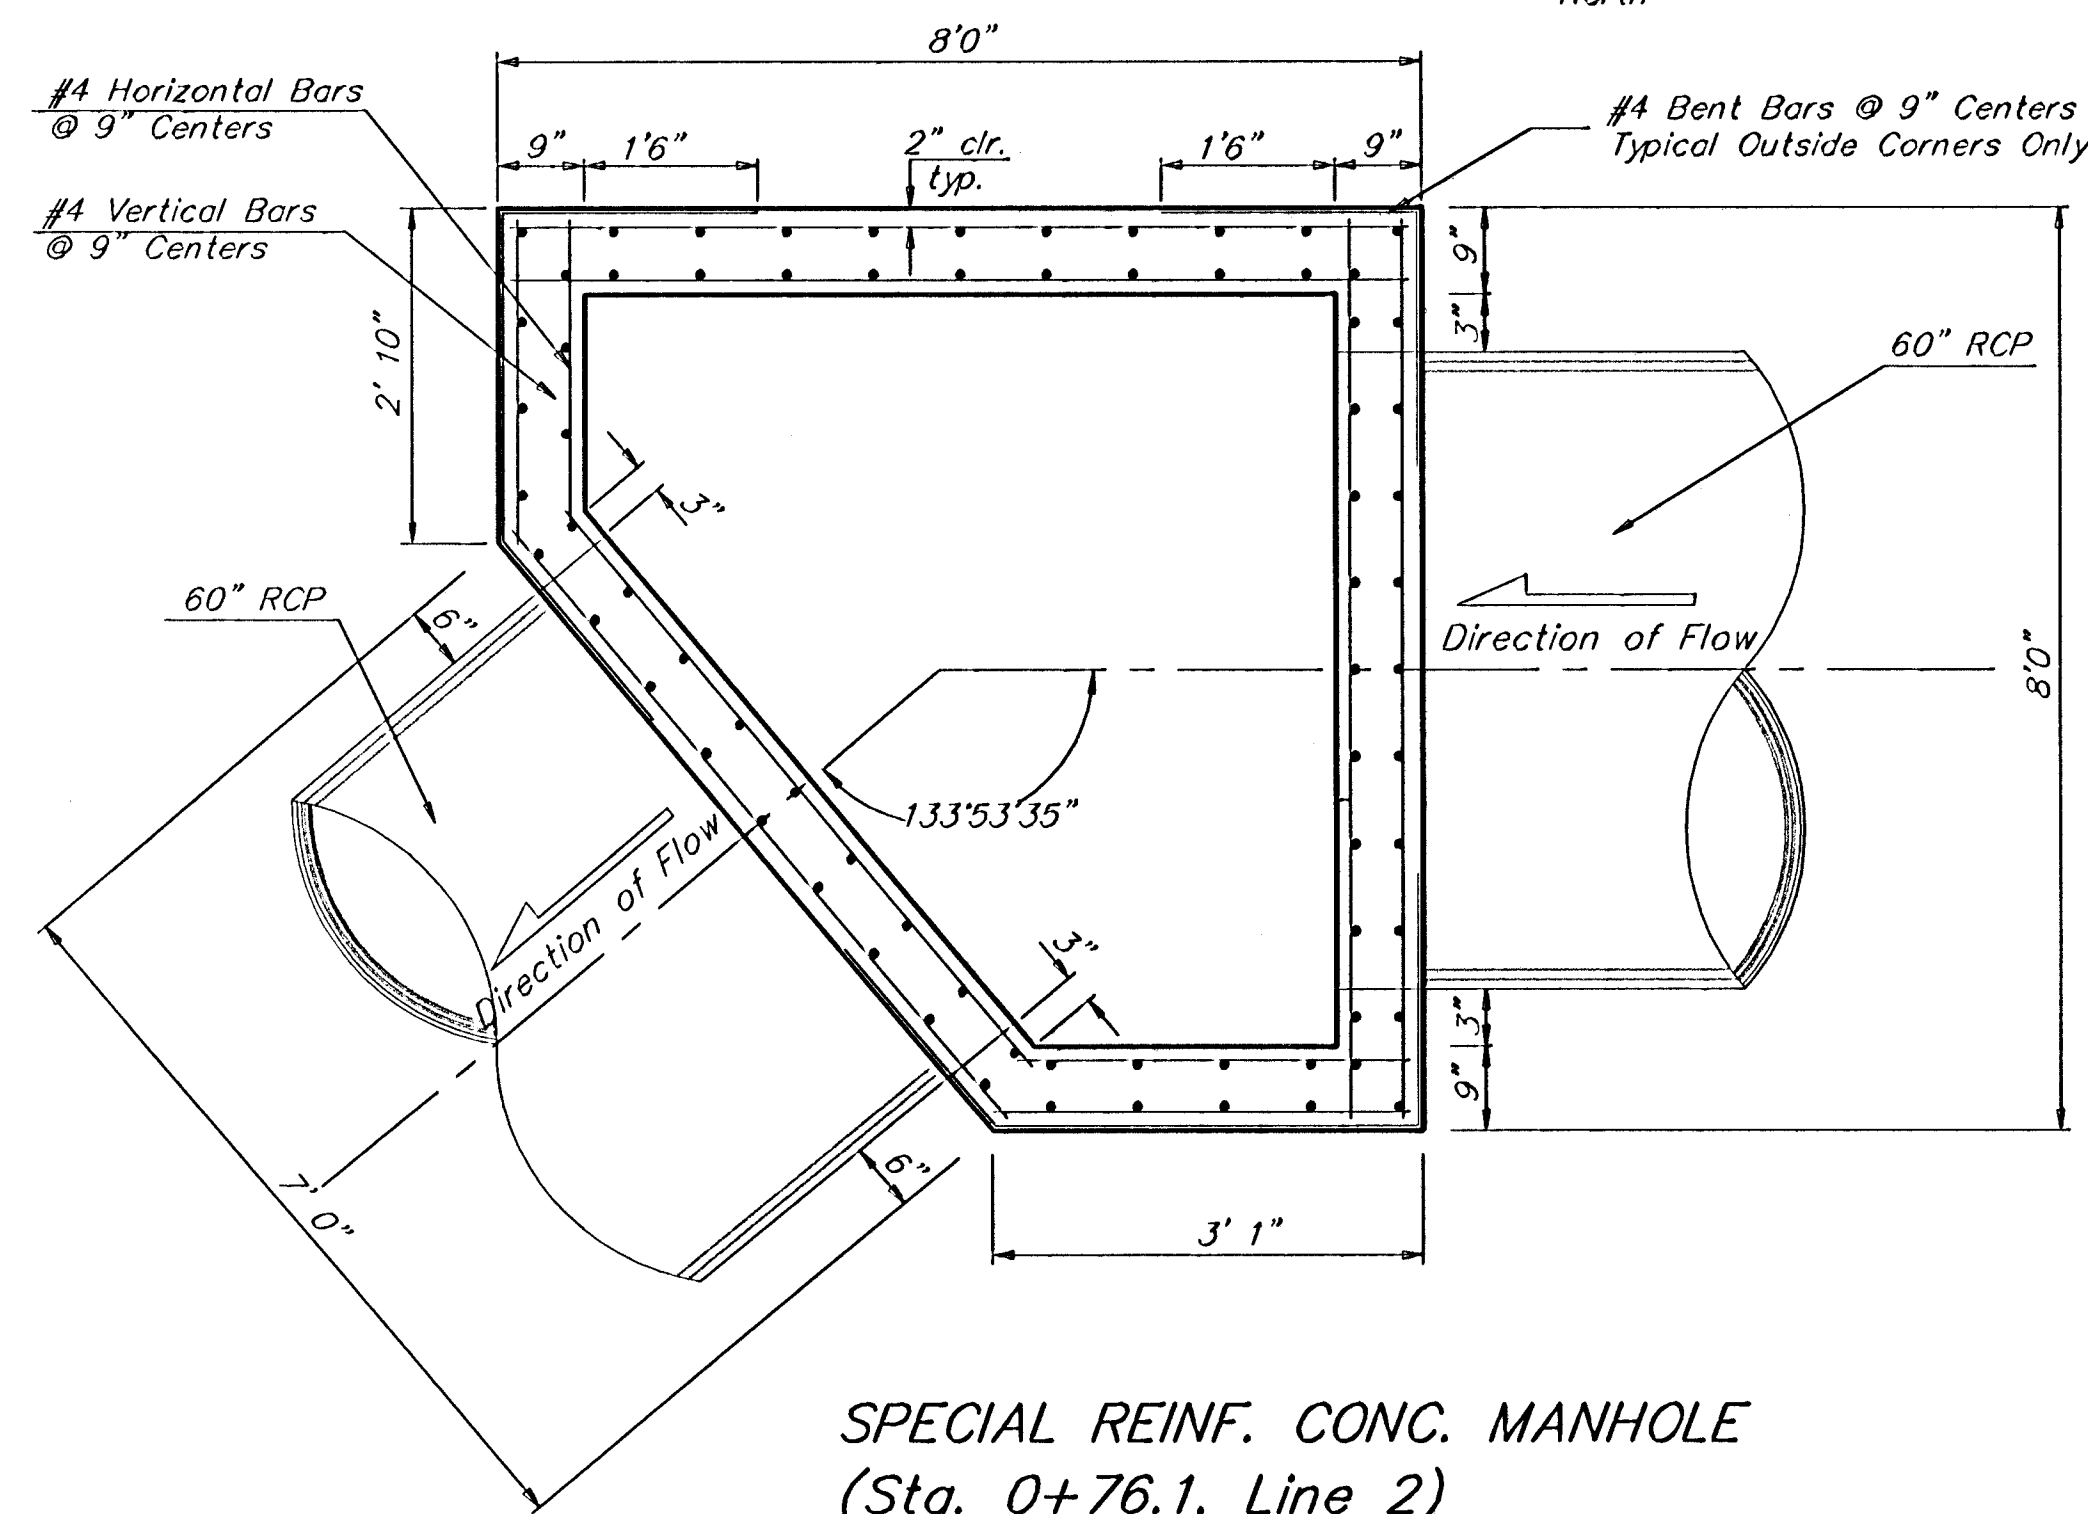 North
8'0"
#4 Horizontal Bars
@ 9" Centers
#4 Bent Bars @ 9" Centers
Typical Outside Corners Only
9"
1'6"
2" clr.
typ.
1'6"
9"
#4 Vertical Bars
@ 9" Centers
9"
3"
2' 10"
60" RCP
3"
60" RCP
6"
Direction of Flow
8'0"
133°53'35"
Direction of Flow
3"
3"
9"
6"
7' 0"
3' 1"
SPECIAL REINF. CONC. MANHOLE
(Sta. 0+76.1. Line 2)